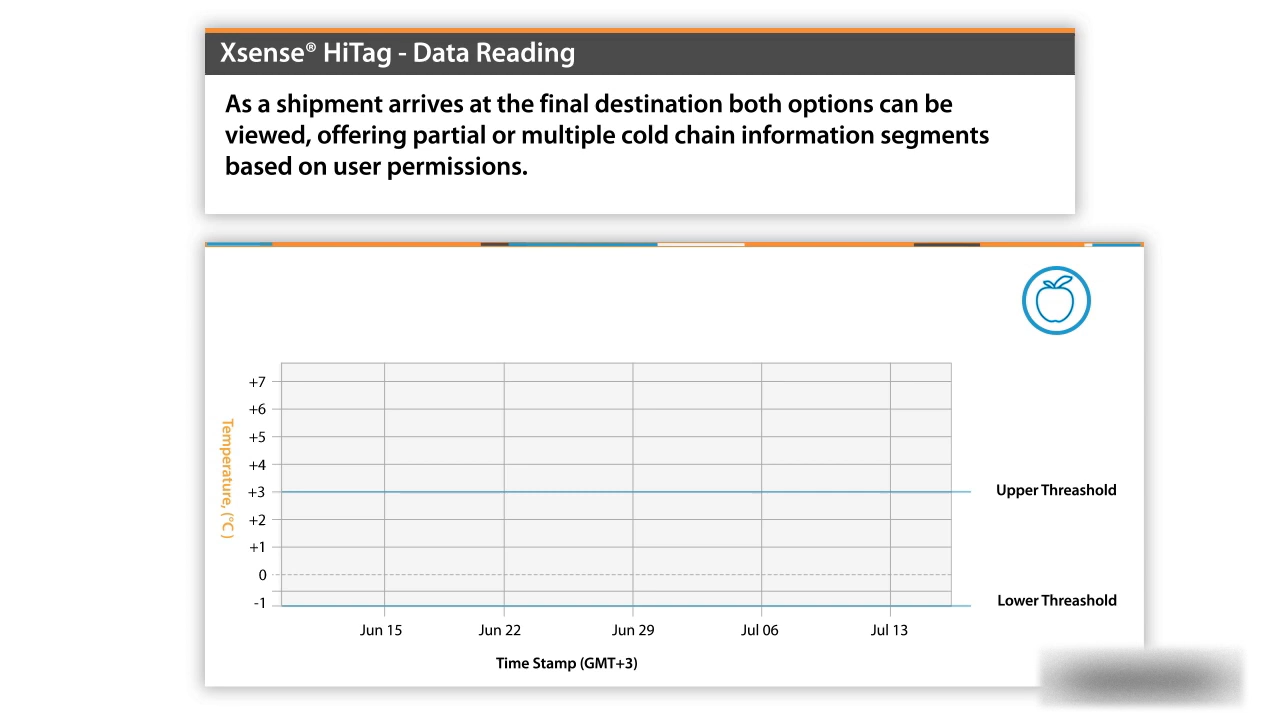 Xsense® HiTag - Data Reading
As a shipment arrives at the final destination both options can be
viewed, offering partial or multiple cold chain information segments
based on user permissions.
Temperature, (°C )
+7
+6
+5
+4
+3
+2
+1
0
-1
Upper Threashold
Lower Threashold
Jun 15 Jun 22 Jun 29 Jul 06 Jul 13
Time Stamp (GMT+3)